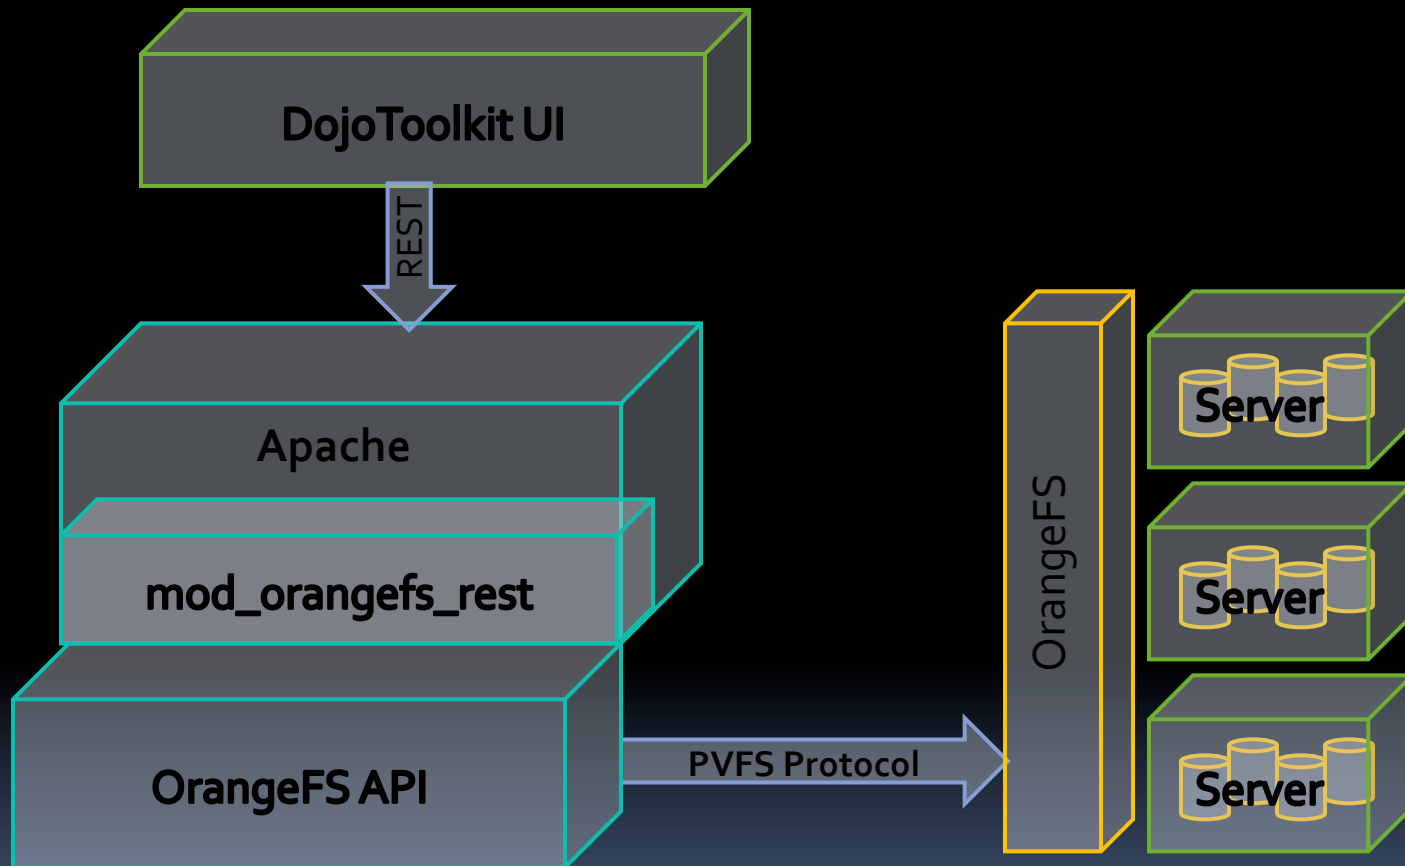 DojoToolkit UI
REST
Apache
mod_orangefs_rest
OrangeFS API
PVFS Protocol
OrangeFS
Server
Server
Server